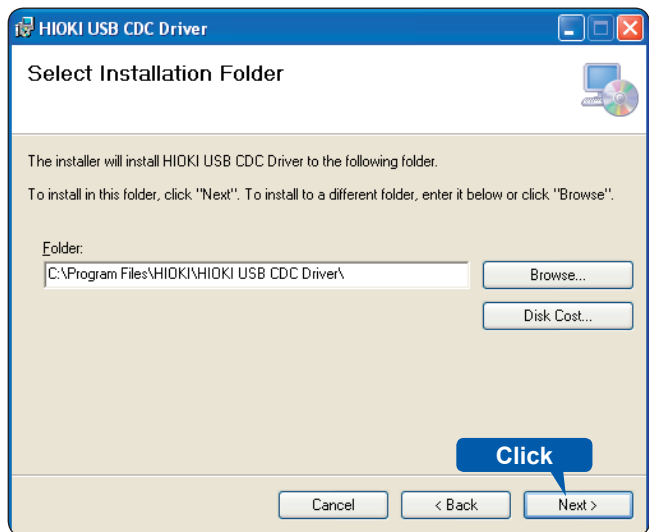 HIOKI USB CDC Driver
Select Installation Folder
The installer will install HIOKI USB CDC Driver to the following folder.
To install in this folder, click "Next". To install to a different folder, enter it below or click "Browse".
Folder:
C:\Program Files\HIOKI\HIOKI USB CDC Driver\
Browse...
Disk Cost...
Click
Cancel
< Back
Next >